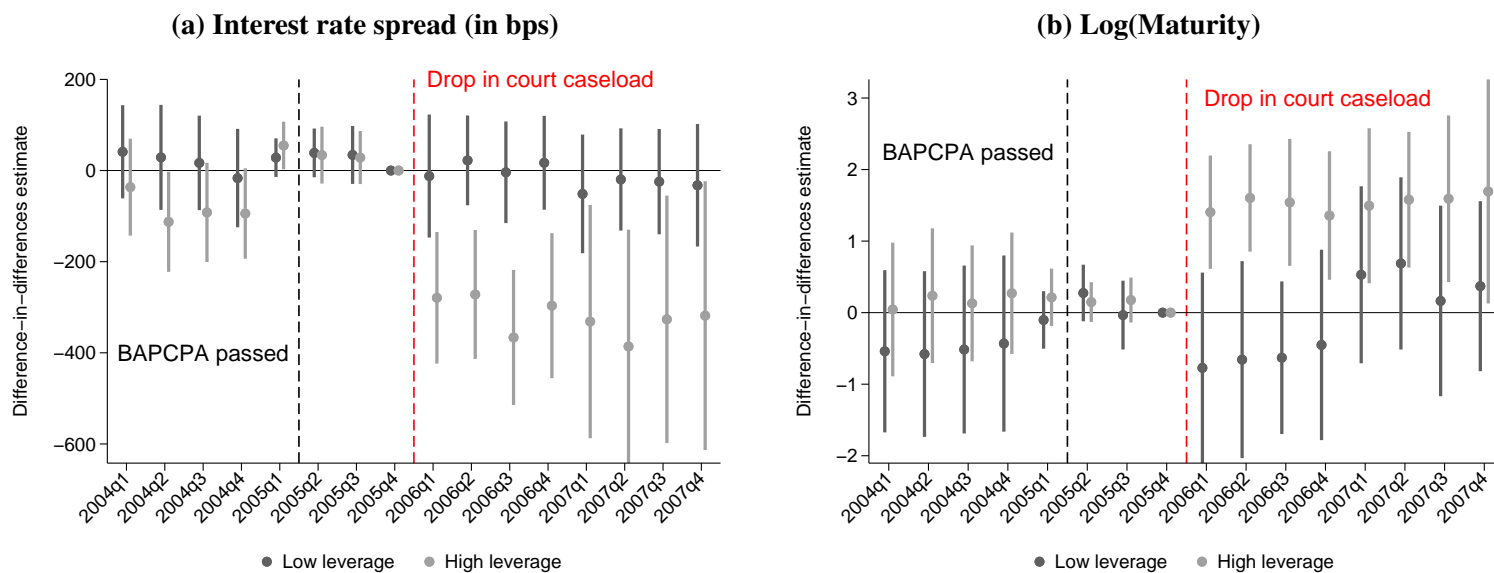 (a) Interest rate spread (in bps)
Difference−in−differences estimate
200
0
−200
−400
−600
Drop in court caseload
BAPCPA passed
2004q1
2004q2
2004q3
2004q4
2005q1
2005q2
2005q3
2005q4
2006q1
2006q2
2006q3
2006q4
2007q1
2007q2
2007q3
2007q4
Low leverage
High leverage
(b) Log(Maturity)
Difference−in−differences estimate
3
2
1
0
−1
−2
Drop in court caseload
BAPCPA passed
2004q1
2004q2
2004q3
2004q4
2005q1
2005q2
2005q3
2005q4
2006q1
2006q2
2006q3
2006q4
2007q1
2007q2
2007q3
2007q4
Low leverage
High leverage